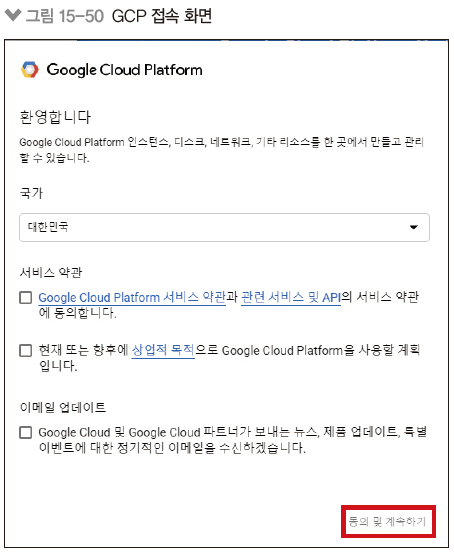 그림 15-50 GCP 접속 화면
Google Cloud Platform
환영합니다
Google Cloud Platform 인스턴스, 디스크, 네트워크, 기타 리소스를 한 곳에서 만들고 관리
할 수 있습니다.
국가
대한민국
서비스 약관
Google Cloud Platform 서비스 약관과 관련 서비스 및 API의 서비스 약관
에 동의합니다.
현재 또는 향후에 상업적 목적으로 Google Cloud Platform을 사용할 계획
입니다.
이메일 업데이트
Google Cloud 및 Google Cloud 파트너가 보내는 뉴스, 제품 업데이트, 특별
이벤트에 대한 정기적인 이메일을 수신하겠습니다.
동의 및 계속하기